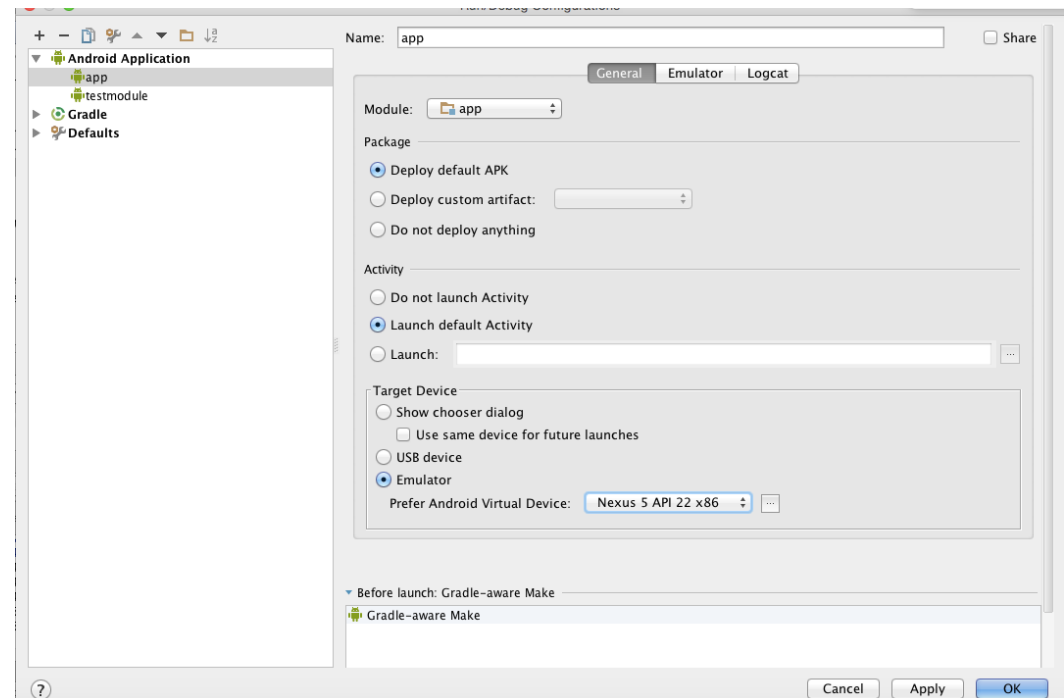 Run/Debug Configurations
Name: app
Share
Android Application
app
testmodule
Gradle
Defaults
General Emulator Logcat
Module: app
Package
Deploy default APK
Deploy custom artifact:
Do not deploy anything
Activity
Do not launch Activity
Launch default Activity
Launch:
...
Target Device
Show chooser dialog
Use same device for future launches
USB device
Emulator
Prefer Android Virtual Device: Nexus 5 API 22 x86 ...
Before launch: Gradle-aware Make
Gradle-aware Make
? Cancel Apply OK